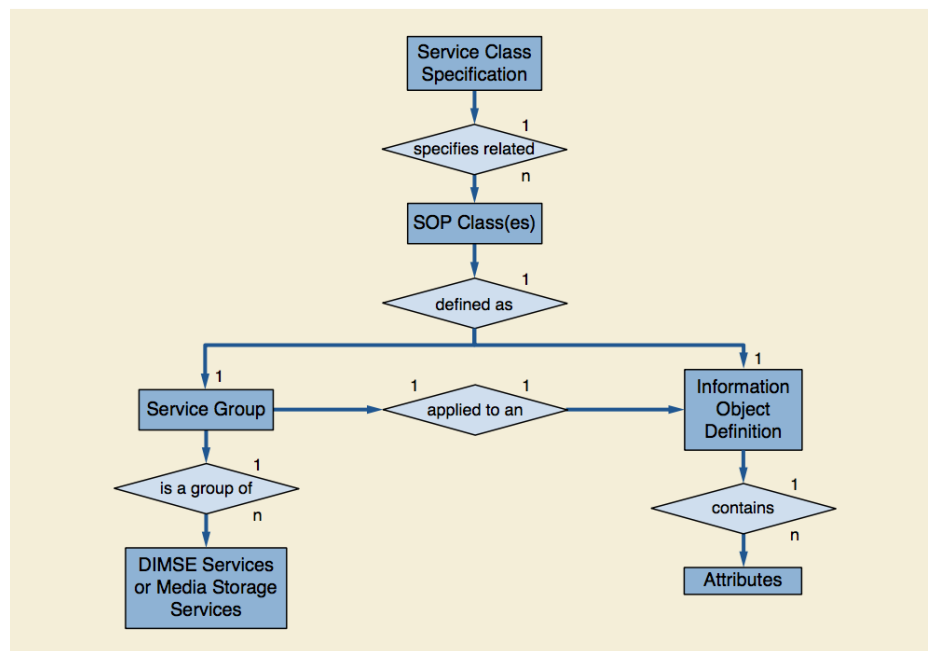 Service Class
Specification
1
specifies related
n
SOP Class(es)
1
defined as
1
1
Service Group
1
1
applied to an
Information
Object
Definition
1
is a group of
n
1
contains
n
DIMSE Services
or Media Storage
Services
Attributes